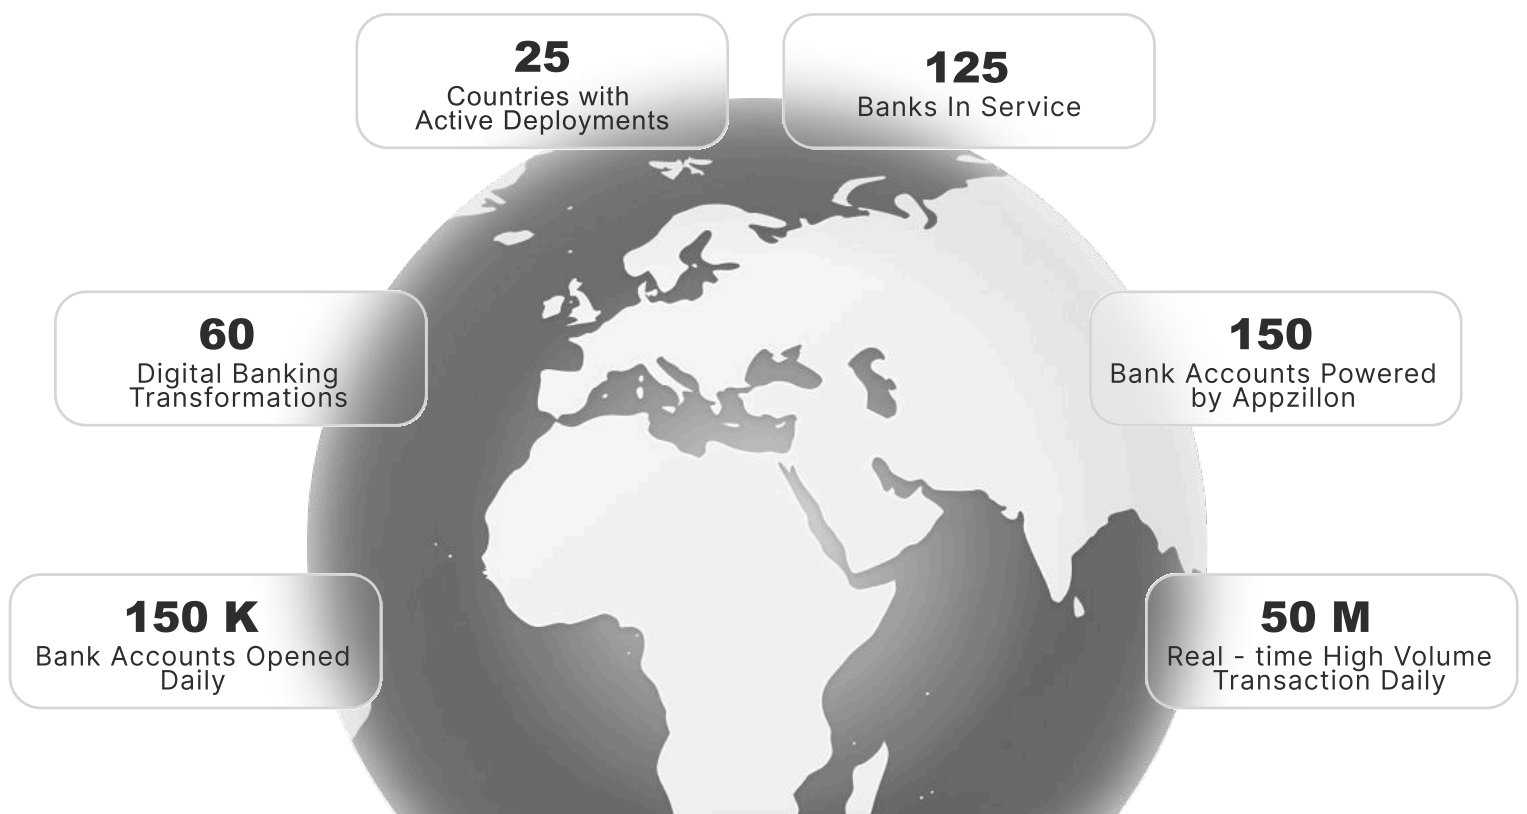 25
Countries with
Active Deployments
125
Banks In Service
60
Digital Banking
Transformations
150
Bank Accounts Powered
by Appzillon
150 K
Bank Accounts Opened
Daily
50 M
Real - time High Volume
Transaction Daily